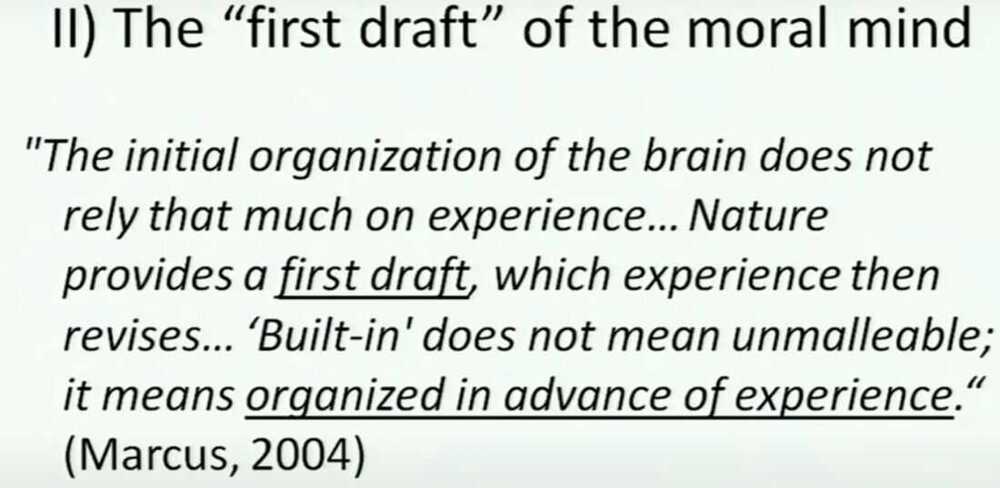 II) The “first draft” of the moral mind
"The initial organization of the brain does not
rely that much on experience... Nature
provides a first draft, which experience then
revises... ‘Built-in' does not mean unmalleable;
it means organized in advance of experience.“
(Marcus, 2004)